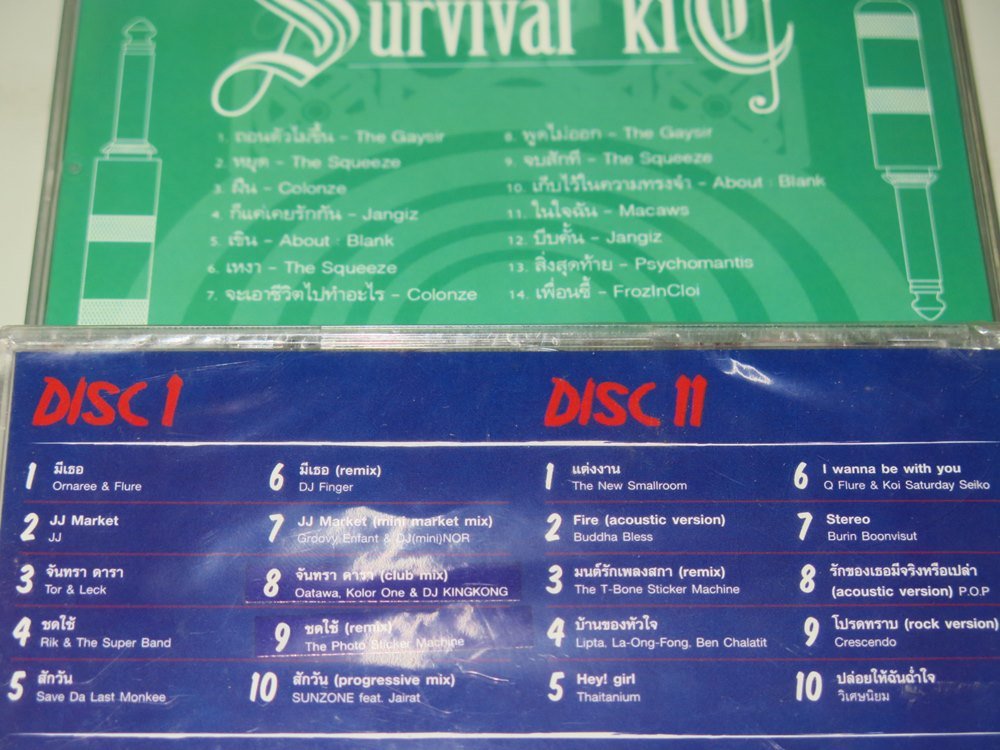 Survival kit
1. ถอนตัวไม่ขึ้น - The Gaysir
2. หยุด - The Squeeze
3. ฝืน - Colonze
4. ก็แค่เคยรักกัน - Jangiz
5. เขิน - About : Blank
6. เหงา - The Squeeze
7. จะเอาชีวิตไปทำอะไร - Colonze
8. พูดไม่ออก - The Gaysir
9. จบสักที - The Squeeze
10. เก็บไว้ในความทรงจำ - About : Blank
11. ในใจฉัน - Macaws
12. บีบคั้น - Jangiz
13. สิ่งสุดท้าย - Psychomantis
14. เพื่อนซี้ - FrozInCloi
DISC I
1 มีเธอ
Ornaree & Flure
2 JJ Market
JJ
3 จันทรา ดารา
Tor & Leck
4 ชดใช้
Rik & The Super Band
5 สักวัน
Save Da Last Monkee
6 มีเธอ (remix)
DJ Finger
7 JJ Market (mini market mix)
Groovy Enfant & DJ(mini)NOR
8 จันทรา ดารา (club mix)
Oatawa, Kolor One & DJ KINGKONG
9 ชดใช้ (remix)
The Photo Sticker Machine
10 สักวัน (progressive mix)
SUNZONE feat. Jairat
DISC II
1 แต่งงาน
The New Smallroom
2 Fire (acoustic version)
Buddha Bless
3 มนต์รักเพลงสกา (remix)
The T-Bone Sticker Machine
4 บ้านของหัวใจ
Lipta, La-Ong-Fong, Ben Chalatit
5 Hey! girl
Thaitanium
6 I wanna be with you
Q Flure & Koi Saturday Seiko
7 Stereo
Burin Boonvisut
8 รักของเธอมีจริงหรือเปล่า
(acoustic version) P.O.P
9 โปรดทราบ (rock version)
Crescendo
10 ปล่อยให้ฉันฉ่ำใจ
วิเศษนิยม